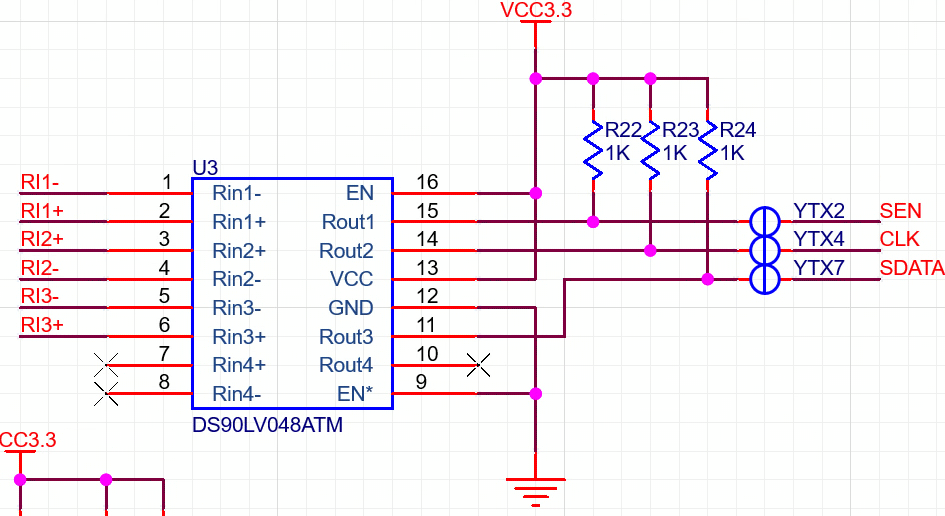 VCC3.3
R22 R23 R24
1K 1K 1K
U3
RI1- 1 Rin1- EN 16
RI1+ 2 Rin1+ Rout1 15 YTX2 SEN
RI2+ 3 Rin2+ Rout2 14 YTX4 CLK
RI2- 4 Rin2- VCC 13 YTX7 SDATA
RI3- 5 Rin3- GND 12
RI3+ 6 Rin3+ Rout3 11
7 Rin4+ Rout4 10
8 Rin4- EN* 9
DS90LV048ATM
CC3.3